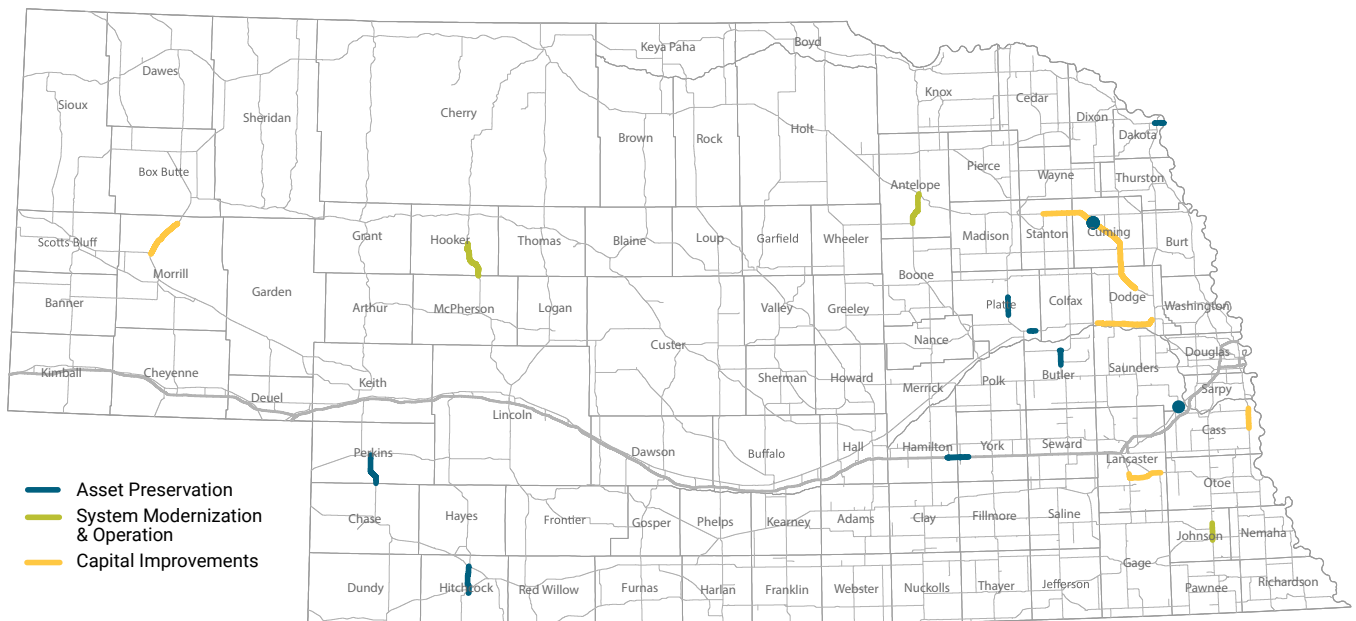 Boyd
Keya Paha
Dawes
Knox
Cedar
Sioux
Cherry
Sheridan
Dixon
Holt
Dakota
Brown
Rock
Pierce
Box Butte
Wayne
Thurston
Antelope
Grant
Hooker
Thomas
Blaine
Loup
Garfield
Wheeler
Madison
Stanton
Cuming
Burt
Scotts Bluff
Morrill
Boone
Garden
Banner
Arthur
McPherson
Logan
Valley
Greeley
Platte
Colfax
Dodge
Washington
Custer
Nance
Douglas
Kimball
Cheyenne
Keith
Sherman
Howard
Merrick
Polk
Butler
Saunders
Sarpy
Deuel
Lincoln
Cass
Perkins
Dawson
Buffalo
Hall
Hamilton
York
Seward
Lancaster
Otoe
Chase
Hayes
Frontier
Gosper
Phelps
Kearney
Adams
Clay
Fillmore
Saline
Johnson
Nemaha
Gage
Dundy
Hitchcock
Red Willow
Furnas
Harlan
Franklin
Webster
Nuckolls
Thayer
Jefferson
Pawnee
Richardson
Asset Preservation
System Modernization
& Operation
Capital Improvements